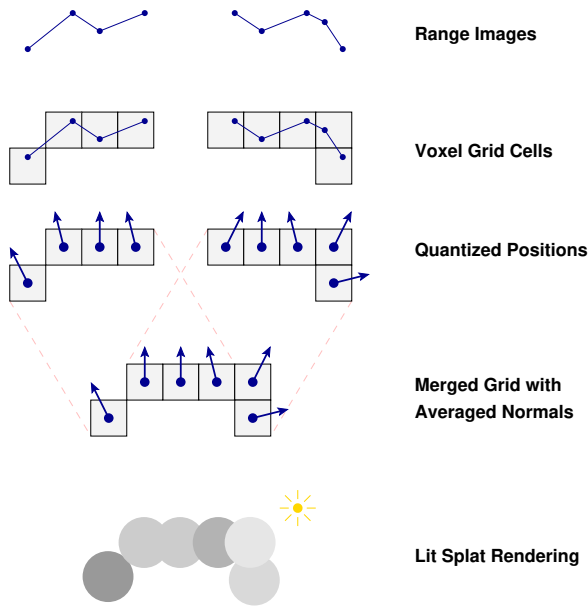 Range Images
Voxel Grid Cells
Quantized Positions
Merged Grid with
Averaged Normals
Lit Splat Rendering